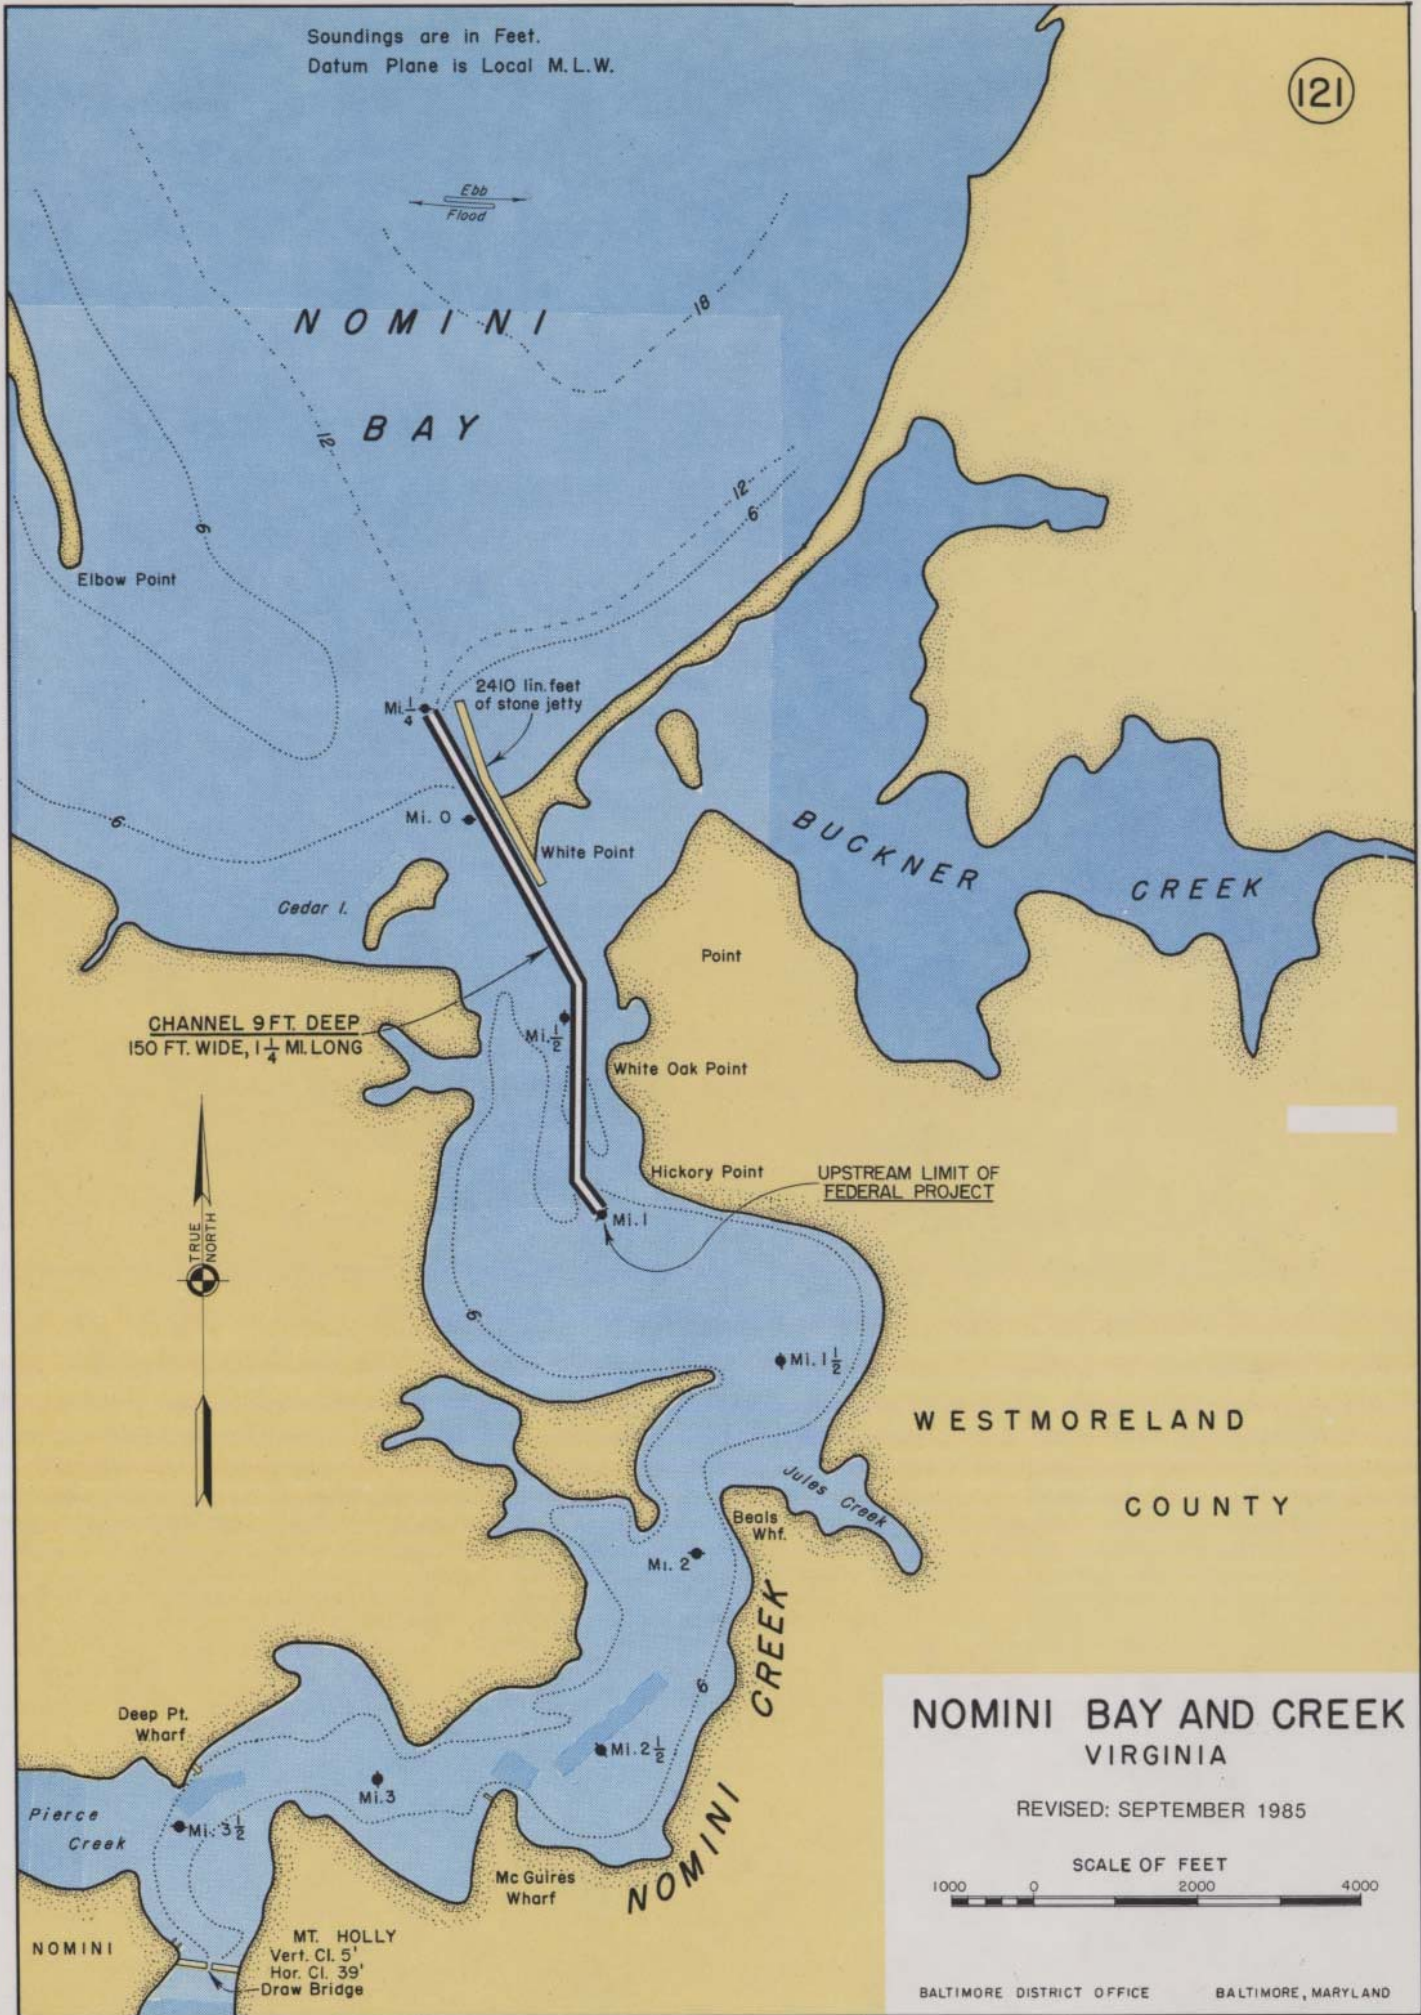 Soundings are in Feet.
Datum Plane is Local M.L.W.
121
Ebb
Flood
NOMINI
BAY
18
12
12
6
6
Elbow Point
2410 lin. feet
of stone jetty
Mi. 1/4
Mi. 0
6
White Point
Cedar I.
BUCKNER
CREEK
Point
CHANNEL 9 FT. DEEP
150 FT. WIDE, 1 1/4 MI. LONG
Mi. 1/2
White Oak Point
Hickory Point
UPSTREAM LIMIT OF
FEDERAL PROJECT
Mi. 1
TRUE
NORTH
6
Mi. 1 1/2
WESTMORELAND
COUNTY
Jules Creek
Beals
Whf.
Mi. 2
NOMINI CREEK
6
Deep Pt.
Wharf
Mi. 2 1/2
Mi. 3
Pierce
Creek
Mi. 3 1/2
Mc Guires
Wharf
NOMINI
MT. HOLLY
Vert. Cl. 5'
Hor. Cl. 39'
Draw Bridge
NOMINI BAY AND CREEK
VIRGINIA
REVISED: SEPTEMBER 1985
SCALE OF FEET
1000 0 2000 4000
BALTIMORE DISTRICT OFFICE BALTIMORE, MARYLAND